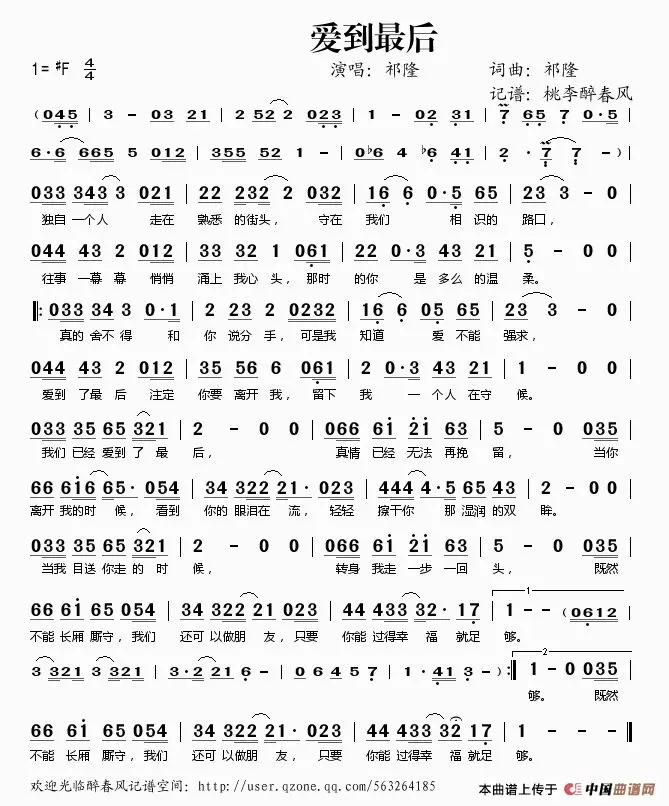 爱到最后
1=♯F 4/4 演唱：祁隆 词曲：祁隆
记谱：桃李醉春风
( 045 | 3 - 03 21 | 2 52 2 023 | 1 - 02 31 | 7 65 7 0·5 |
6·6 665 5 012 | 3555 52 1 - | 0♭6 4 ♭6 41 | 2 · 7 7 - ) |
033 343 3 021 | 22 232 2 032 | 16 6 0·5 65 | 23 3 - 0 |
独自 一个人 走在 熟悉 的街头， 守在 我们 相 识的 路口，
044 43 2 012 | 33 32 1 061 | 22 0·3 43 21 | 5 - 0 0 |
往事 一幕 幕 悄悄 涌上 我心 头， 那时 的你 是 多么 的温 柔。
‖: 033 34 3 0·1 | 2 23 2 0232 | 16 6 05 65 | 23 3 - 0 |
真的 舍不 得 和 你 说分 手， 可是我 知道 爱 不能 强求，
044 43 2 012 | 35 56 6 061 | 2 0·3 43 21 | 2 - 0 0 |
爱到 了最 后 注定 你要 离开 我， 留下 我 一 个人 在守 候。
033 35 65 321 | 2 - 0 0 | 066 61 21 63 | 5 - 0 035 |
我们 已经 爱到 了 最 后， 真情 已经 无法 再挽 留， 当你
66 616 65· 054 | 34 322 21· 023 | 444 4·5 65 43 | 2 - 0 0 |
离开 我的时 候， 看到 你的 眼泪在 流， 轻轻 擦干你 那 湿润 的双 眸。
033 35 65 321 | 2 - 0 0 | 066 61 21 63 | 5 - 0 035 |
当我 目送 你走 的 时 候， 转身 我走 一步 一回 头， 既然
66 61 65 054 | 34 322 21 023 | 44 433 32· 17 | 1. 1 - - (0612 |
不能 长厢 厮守，我们 还可 以做朋 友，只要 你能 过得幸 福 就足 够。
3 321 3 321 | 3·2 21 6 - | 0 6 4 5 7 | 1 · 41 3 - ) :‖ 2. 1 - 0 035 |
够。 既然
66 61 65 054 | 34 322 21· 023 | 44 433 32 17 | 1 - - ‖
不能 长厢 厮守，我们 还可 以做朋 友， 只要 你能 过得幸 福 就足 够。
欢迎光临醉春风记谱空间：http://user.qzone.qq.com/563264185 本曲谱上传于 中国曲谱网